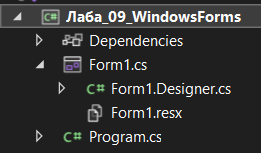 C# Лаба_09_WindowsForms
Dependencies
Form1.cs
C# Form1.Designer.cs
Form1.resx
C# Program.cs